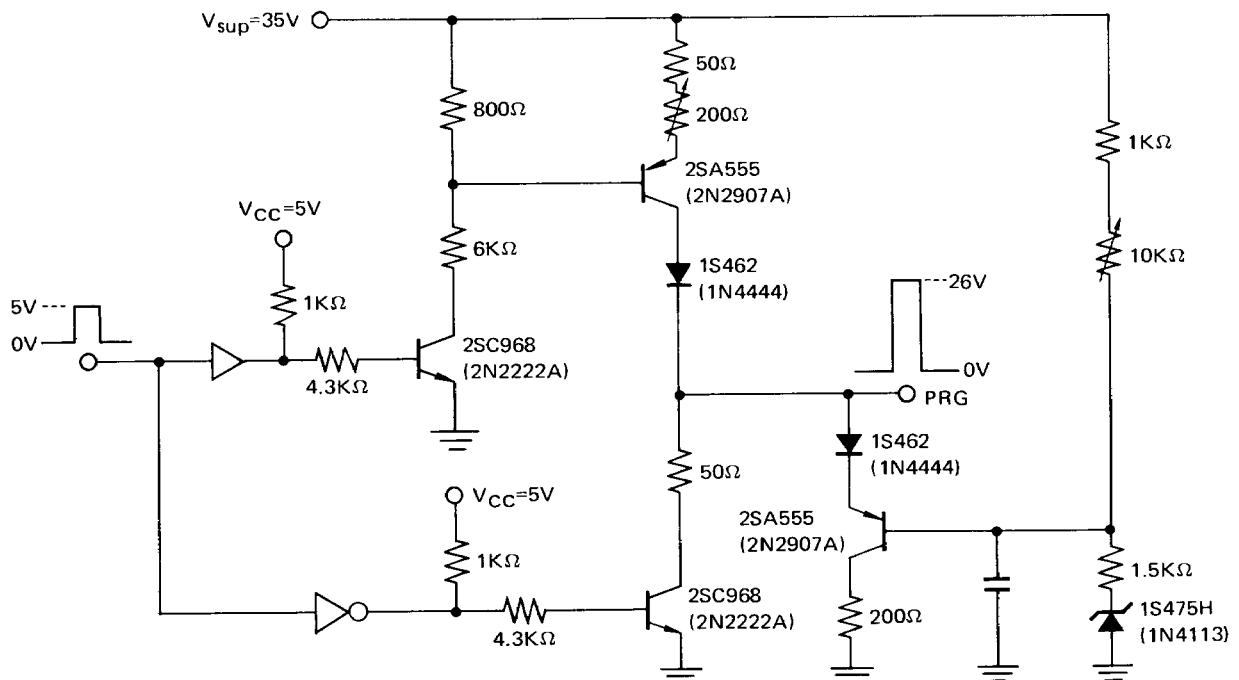 Vsup=35V
50Ω
800Ω
200Ω
1KΩ
2SA555
(2N2907A)
VCC=5V
6KΩ
10KΩ
1S462
(1N4444)
26V
5V
1KΩ
0V
2SC968
(2N2222A)
0V
4.3KΩ
PRG
1S462
(1N4444)
50Ω
VCC=5V
2SA555
(2N2907A)
1KΩ
1.5KΩ
2SC968
(2N2222A)
1S475H
(1N4113)
4.3KΩ
200Ω